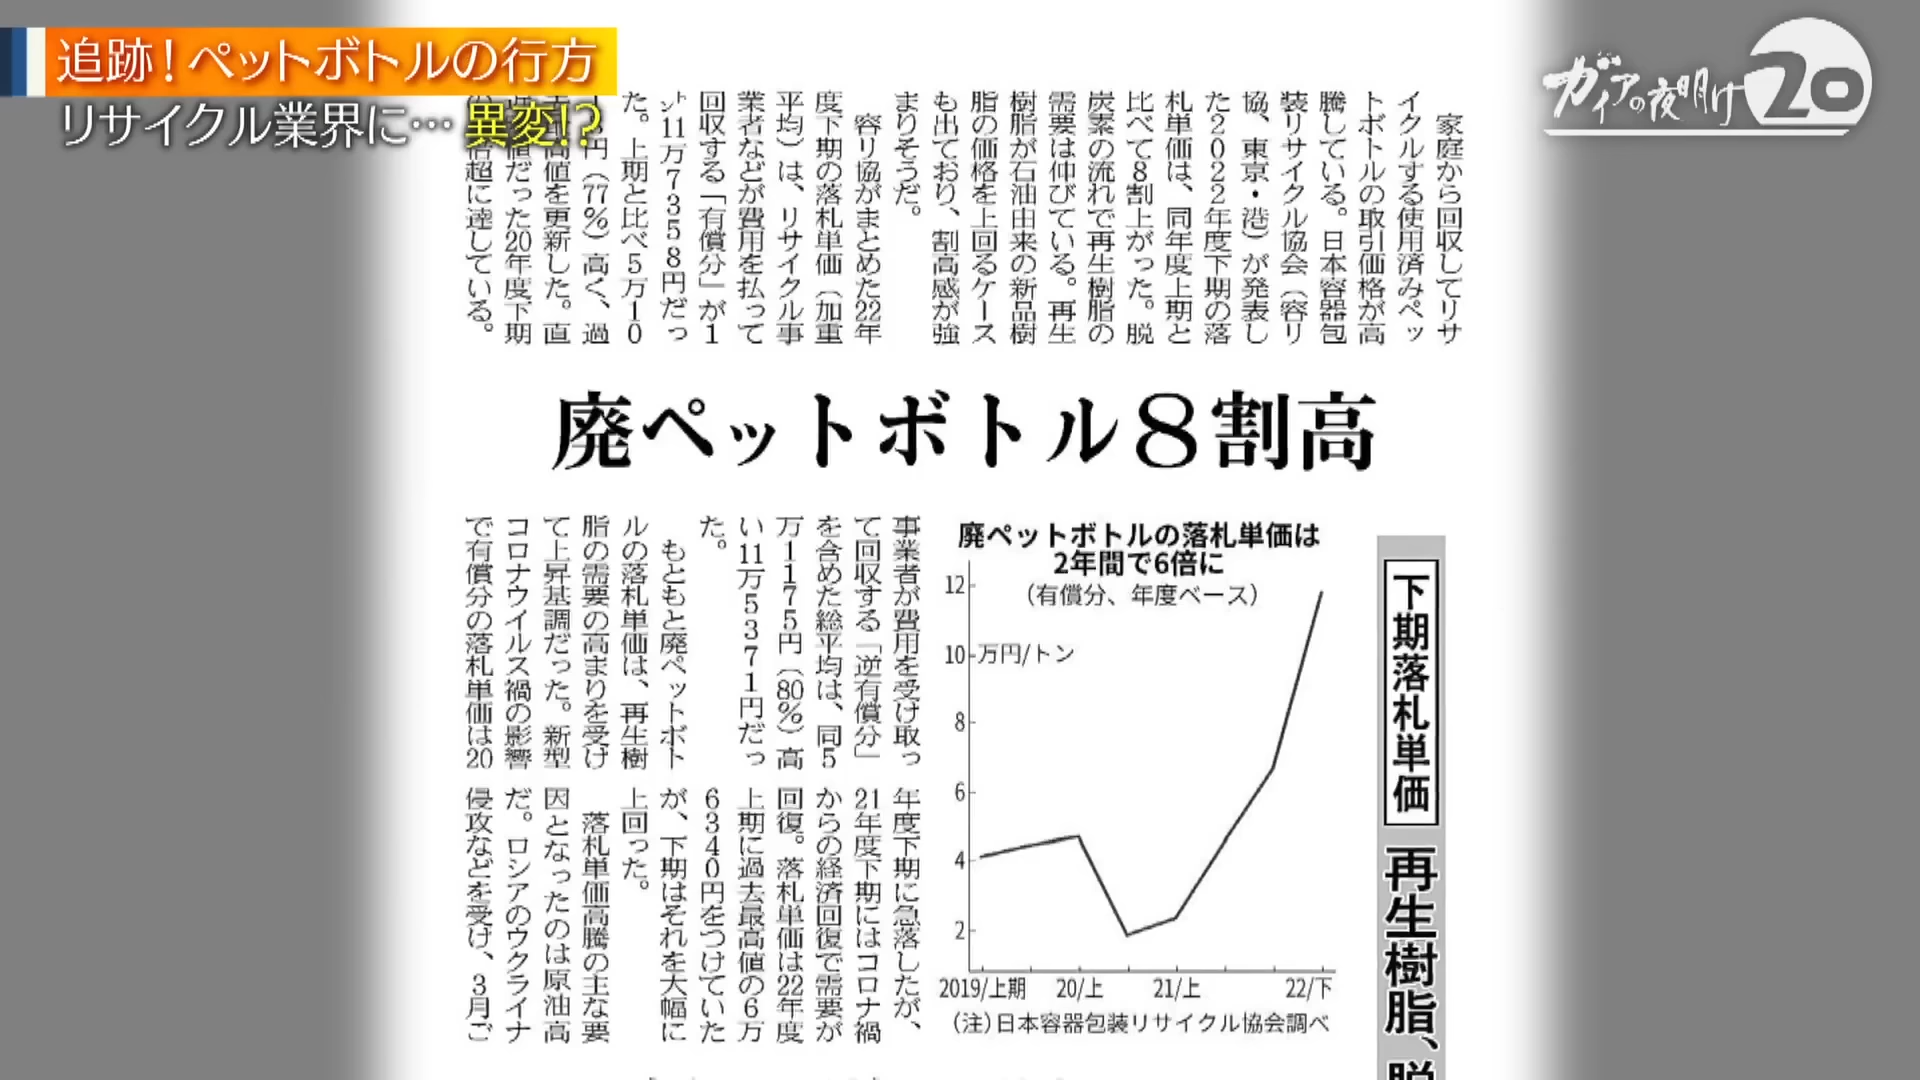 追跡！ペットボトルの行方
リサイクル業界に… 異変!?
ガイアの夜明け 20
家庭から回収してリサ
イクルする使用済みペッ
トボトルの取引価格が高
騰している。日本容器包
装リサイクル協会（容リ
協、東京・港）が発表し
た2022年度下期の落
札単価は、同年度上期と
比べて8割上がった。脱
炭素の流れで再生樹脂の
需要は伸びている。再生
樹脂が石油由来の新品樹
脂の価格を上回るケース
も出ており、割高感が強
まりそうだ。
容リ協がまとめた22年
度下期の落札単価（加重
平均）は、リサイクル事
業者などが費用を払って
回収する「有償分」が1
ﾄﾝ11万7358円だっ
た。上期と比べ5万10
円（77％）高く、過
高値を更新した。直
値だった20年度下期
倍超に達している。
廃ペットボトル8割高
下期落札単価
再生樹脂、脱
廃ペットボトルの落札単価は
2年間で6倍に
（有償分、年度ベース）
12
10 万円/トン
8
6
4
2
2019/上期 20/上 21/上 22/下
（注）日本容器包装リサイクル協会調べ
事業者が費用を受け取っ
て回収する「逆有償分」
を含めた総平均は、同5
万1175円（80％）高
い11万5371円だっ
た。
もともと廃ペットボト
ルの落札単価は、再生樹
脂の需要の高まりを受け
て上昇基調だった。新型
コロナウイルス禍の影響
で有償分の落札単価は20
年度下期に急落したが、
21年度下期にはコロナ禍
からの経済回復で需要が
回復。落札単価は22年度
上期に過去最高値の6万
6340円をつけていた
が、下期はそれを大幅に
上回った。
落札単価高騰の主な要
因となったのは原油高
だ。ロシアのウクライナ
侵攻などを受け、3月ご